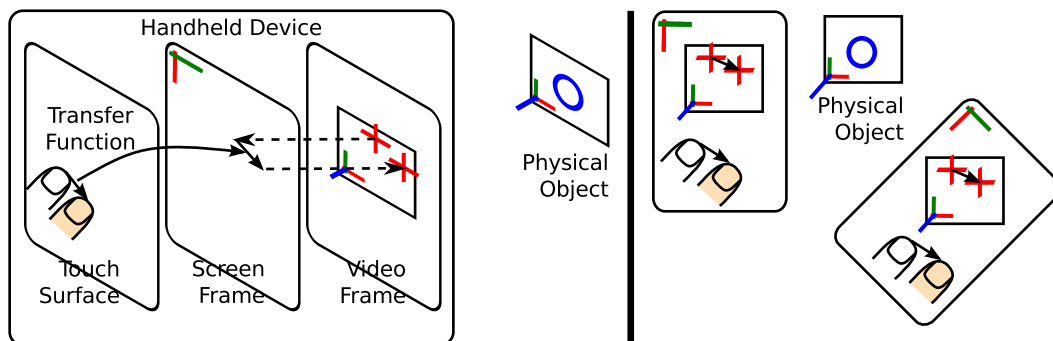 Handheld Device
Transfer
Function
Touch
Surface
Screen
Frame
Video
Frame
Physical
Object
Physical
Object